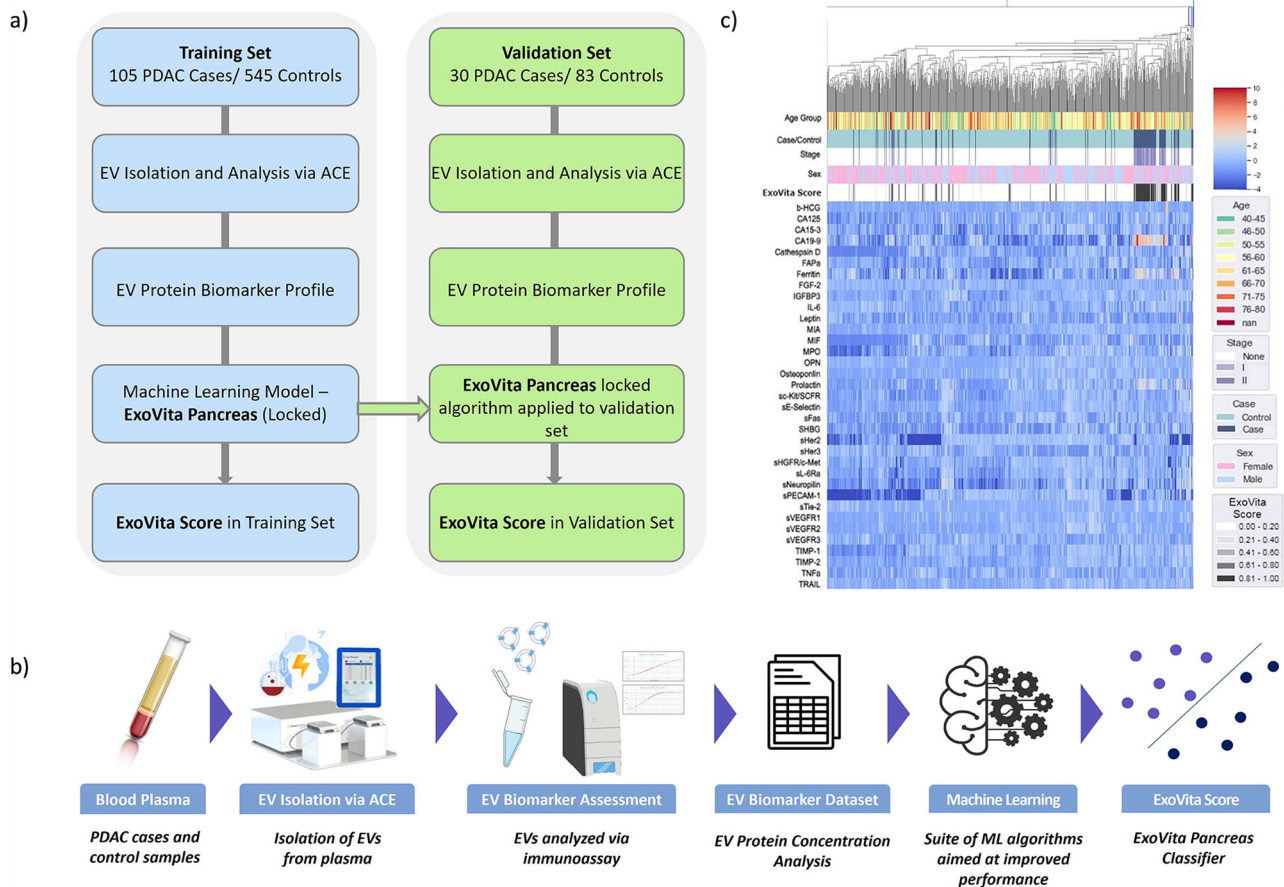 a)
Training Set
105 PDAC Cases/ 545 Controls
EV Isolation and Analysis via ACE
EV Protein Biomarker Profile
Machine Learning Model –
ExoVita Pancreas (Locked)
ExoVita Score in Training Set
Validation Set
30 PDAC Cases/ 83 Controls
EV Isolation and Analysis via ACE
EV Protein Biomarker Profile
ExoVita Pancreas locked
algorithm applied to validation
set
ExoVita Score in Validation Set
c)
Age Group
Case/Control
Stage
Sex
ExoVita Score
b-HCG
CA125
CA15-3
CA19-9
Cathespsin D
FAPa
Ferritin
FGF-2
IGFBP3
IL-6
Leptin
MIA
MIF
MPO
OPN
Osteoponlin
Prolactin
sc-Kit/SCFR
sE-Selectin
sFas
SHBG
sHer2
sHer3
sHGFR/c-Met
sL-6Ra
sNeuropilin
sPECAM-1
sTie-2
sVEGFR1
sVEGFR2
sVEGFR3
TIMP-1
TIMP-2
TNFa
TRAIL
10
8
6
4
2
0
-2
-4
Age
40-45
46-50
50-55
56-60
61-65
66-70
71-75
76-80
nan
Stage
None
I
II
Case
Control
Case
Sex
Female
Male
ExoVita
Score
0.00 - 0.20
0.21 - 0.40
0.41 - 0.60
0.61 - 0.80
0.81 - 1.00
b)
Blood Plasma
PDAC cases and
control samples
EV Isolation via ACE
Isolation of EVs
from plasma
EV Biomarker Assessment
EVs analyzed via
immunoassay
EV Biomarker Dataset
EV Protein Concentration
Analysis
Machine Learning
Suite of ML algorithms
aimed at improved
performance
ExoVita Score
ExoVita Pancreas
Classifier